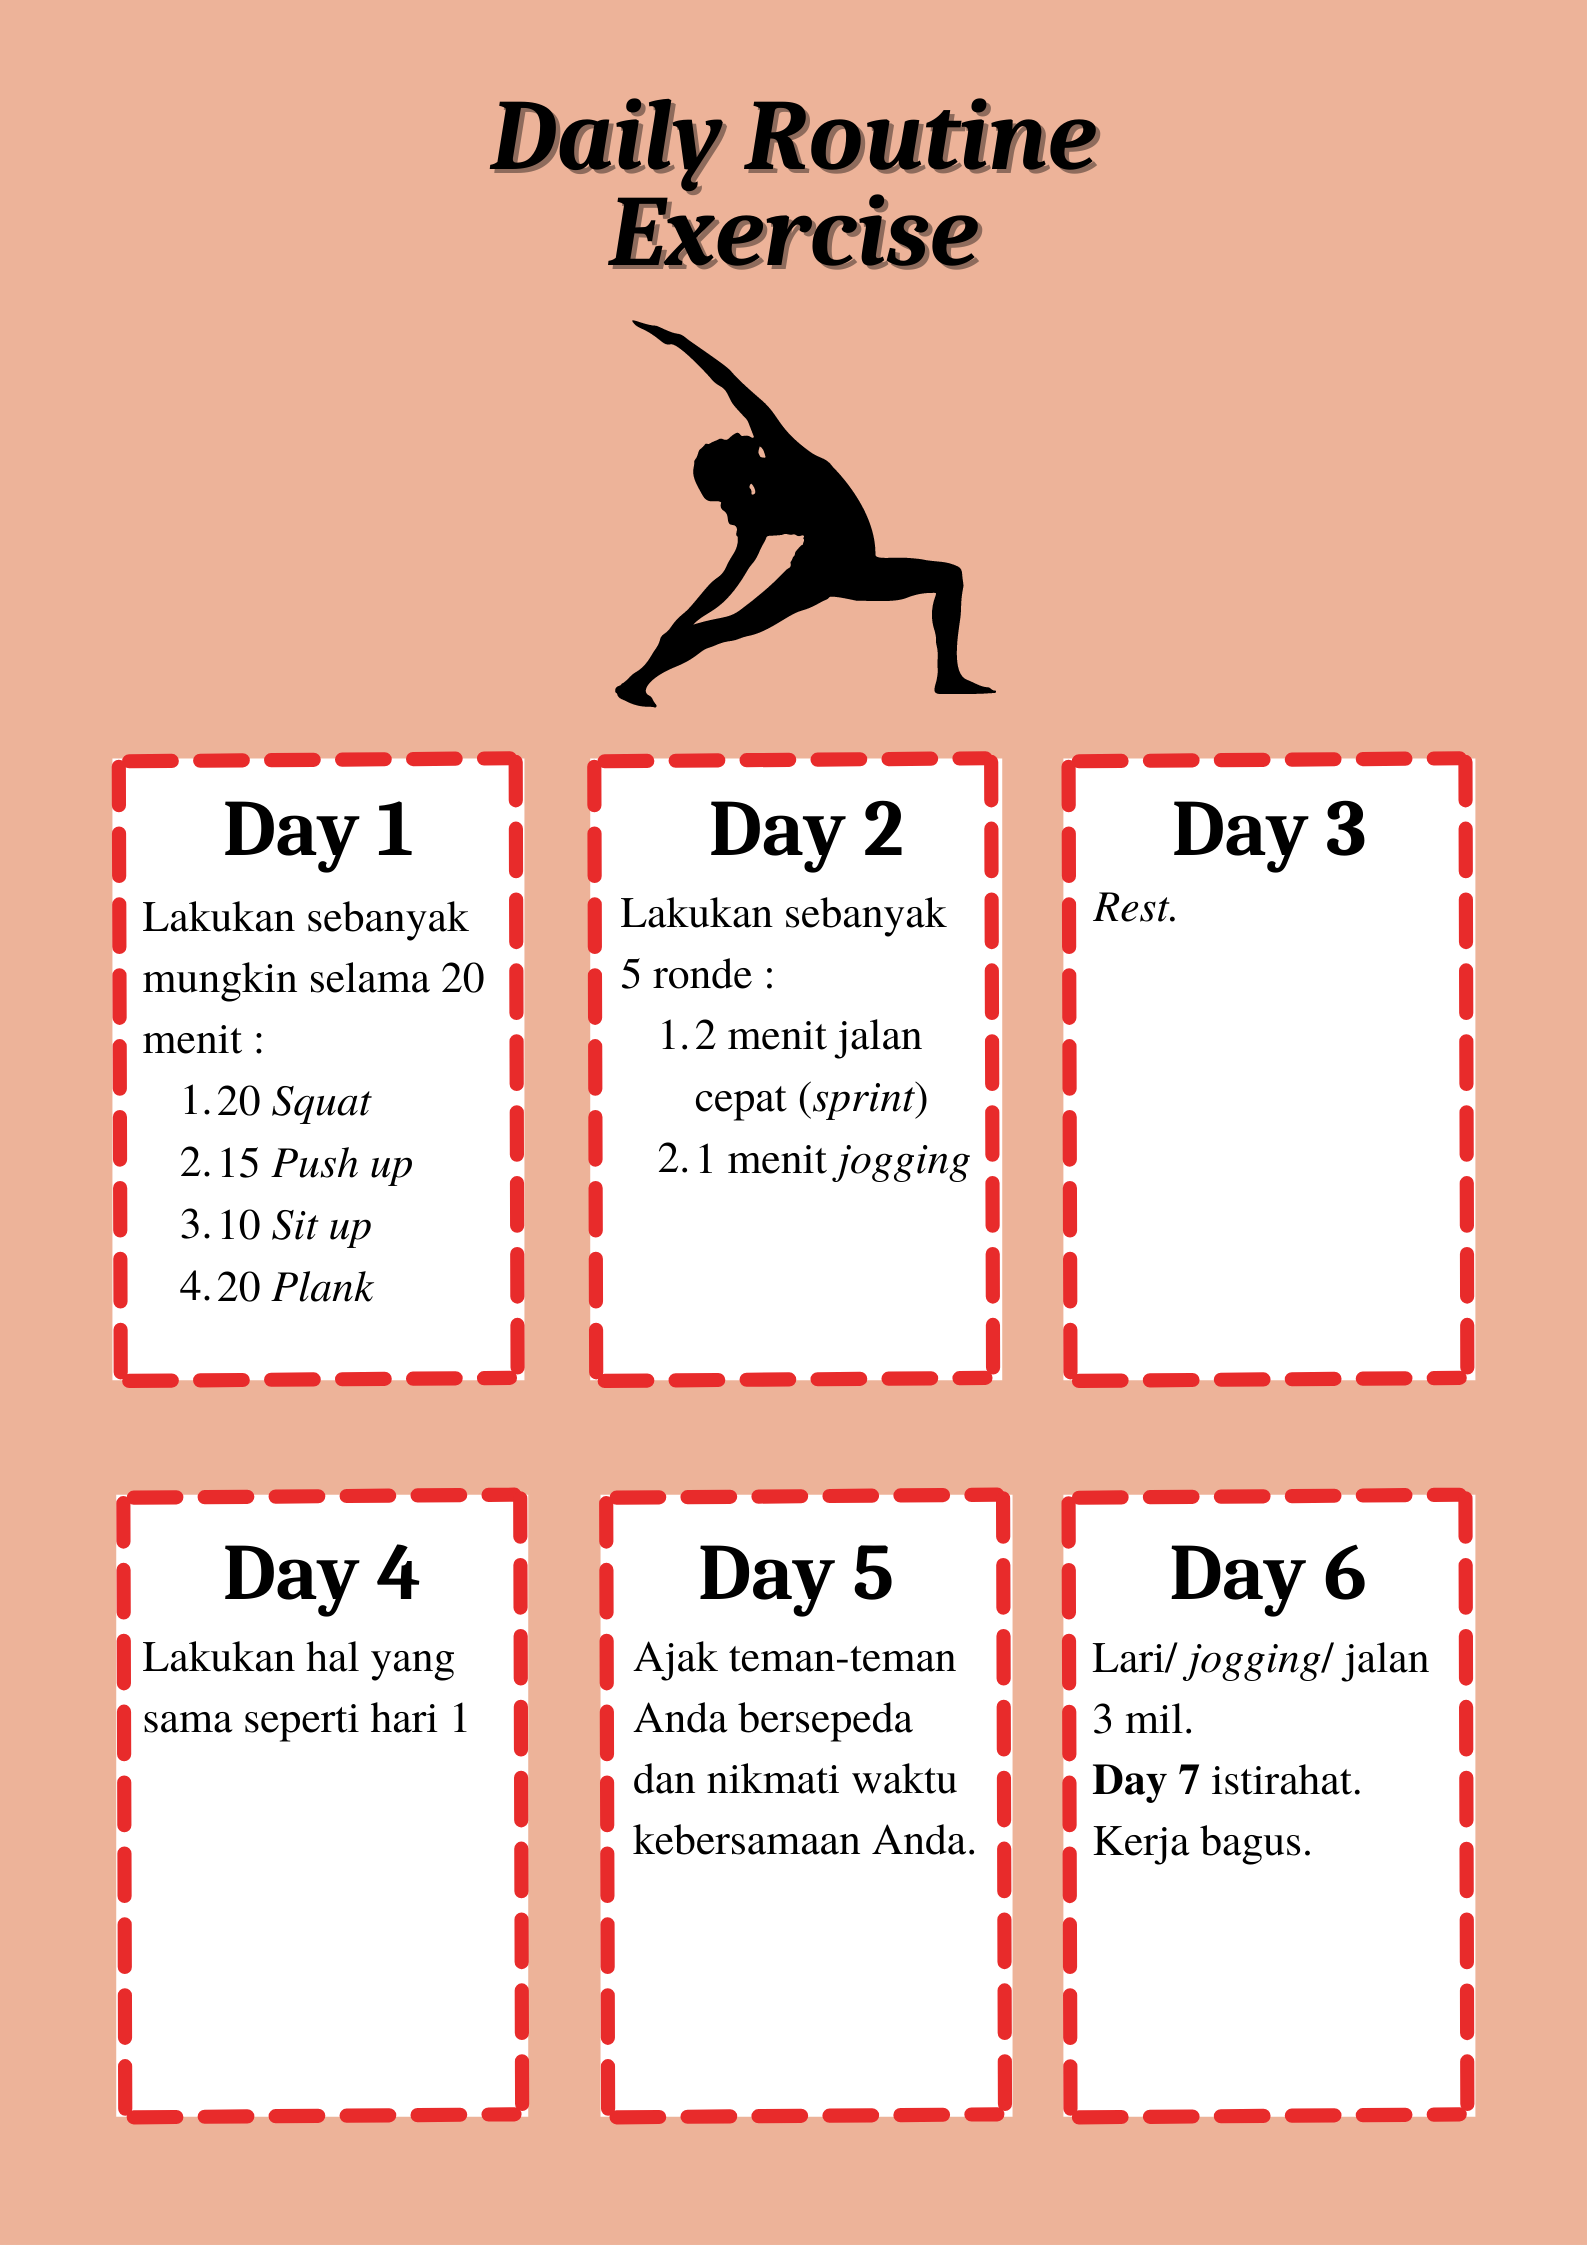 Daily Routine
Exercise
Day 1
Lakukan sebanyak
mungkin selama 20
menit :
1. 20 Squat
2. 15 Push up
3. 10 Sit up
4. 20 Plank
Day 2
Lakukan sebanyak
5 ronde :
1. 2 menit jalan
cepat (sprint)
2. 1 menit jogging
Day 3
Rest.
Day 4
Lakukan hal yang
sama seperti hari 1
Day 5
Ajak teman-teman
Anda bersepeda
dan nikmati waktu
kebersamaan Anda.
Day 6
Lari/ jogging/ jalan
3 mil.
Day 7 istirahat.
Kerja bagus.